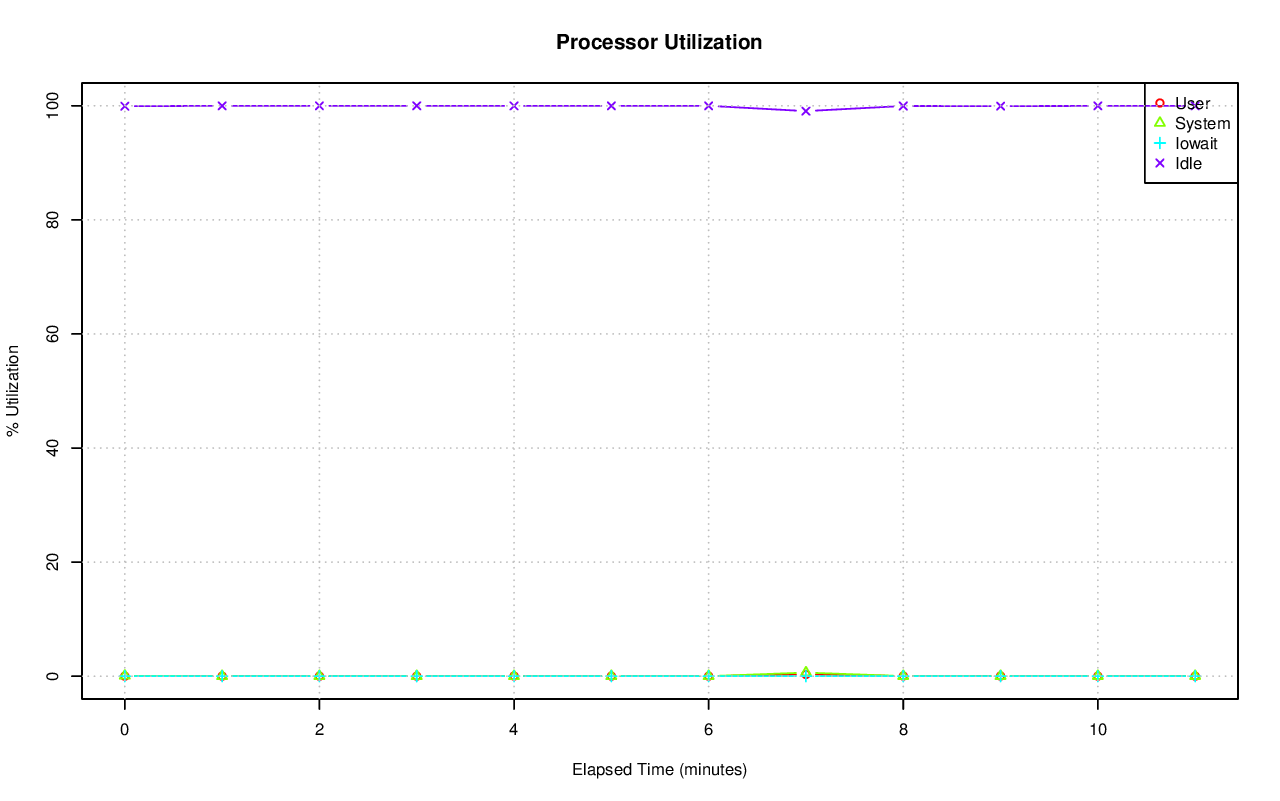 Processor Utilization
100
80
60
40
20
0
% Utilization
User
System
Iowait
Idle
0 2 4 6 8 10
Elapsed Time (minutes)